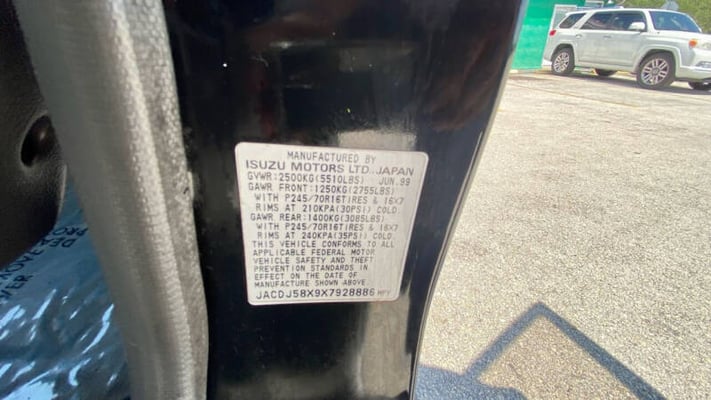 MANUFACTURED BY
ISUZU MOTORS LTD. JAPAN
GVWR:2500KG(5510LBS) JUN.99
GAWR FRONT:1250KG(2755LBS)
WITH P245/70R16TIRES & 16X7
RIMS AT 210KPA(30PSI) COLD
GAWR REAR:1400KG(3085LBS)
WITH P245/70R16TIRES & 16X7
RIMS AT 240KPA(35PSI) COLD.
THIS VEHICLE CONFORMS TO ALL
APPLICABLE FEDERAL MOTOR
VEHICLE SAFETY AND THEFT
PREVENTION STANDARDS IN
EFFECT ON THE DATE OF
MANUFACTURE SHOWN ABOVE.
JACDJ58X9X7928886 MPV